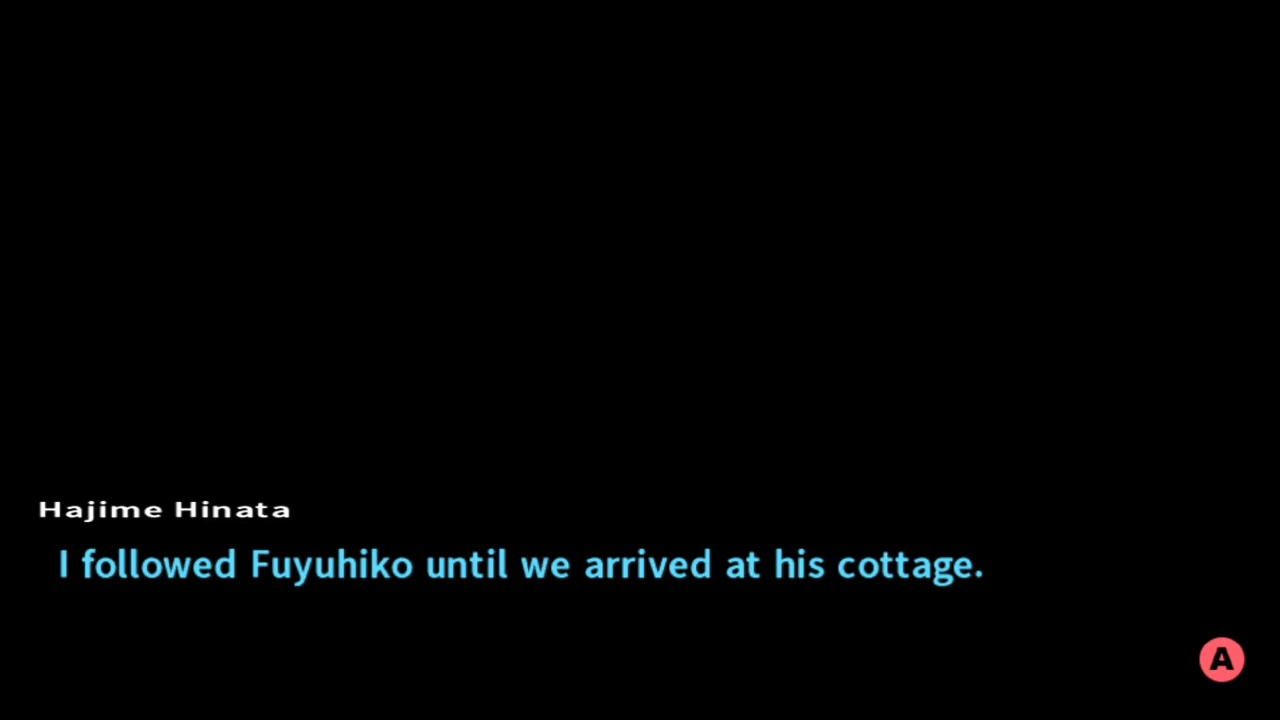 Hajime Hinata
I followed Fuyuhiko until we arrived at his cottage.
A